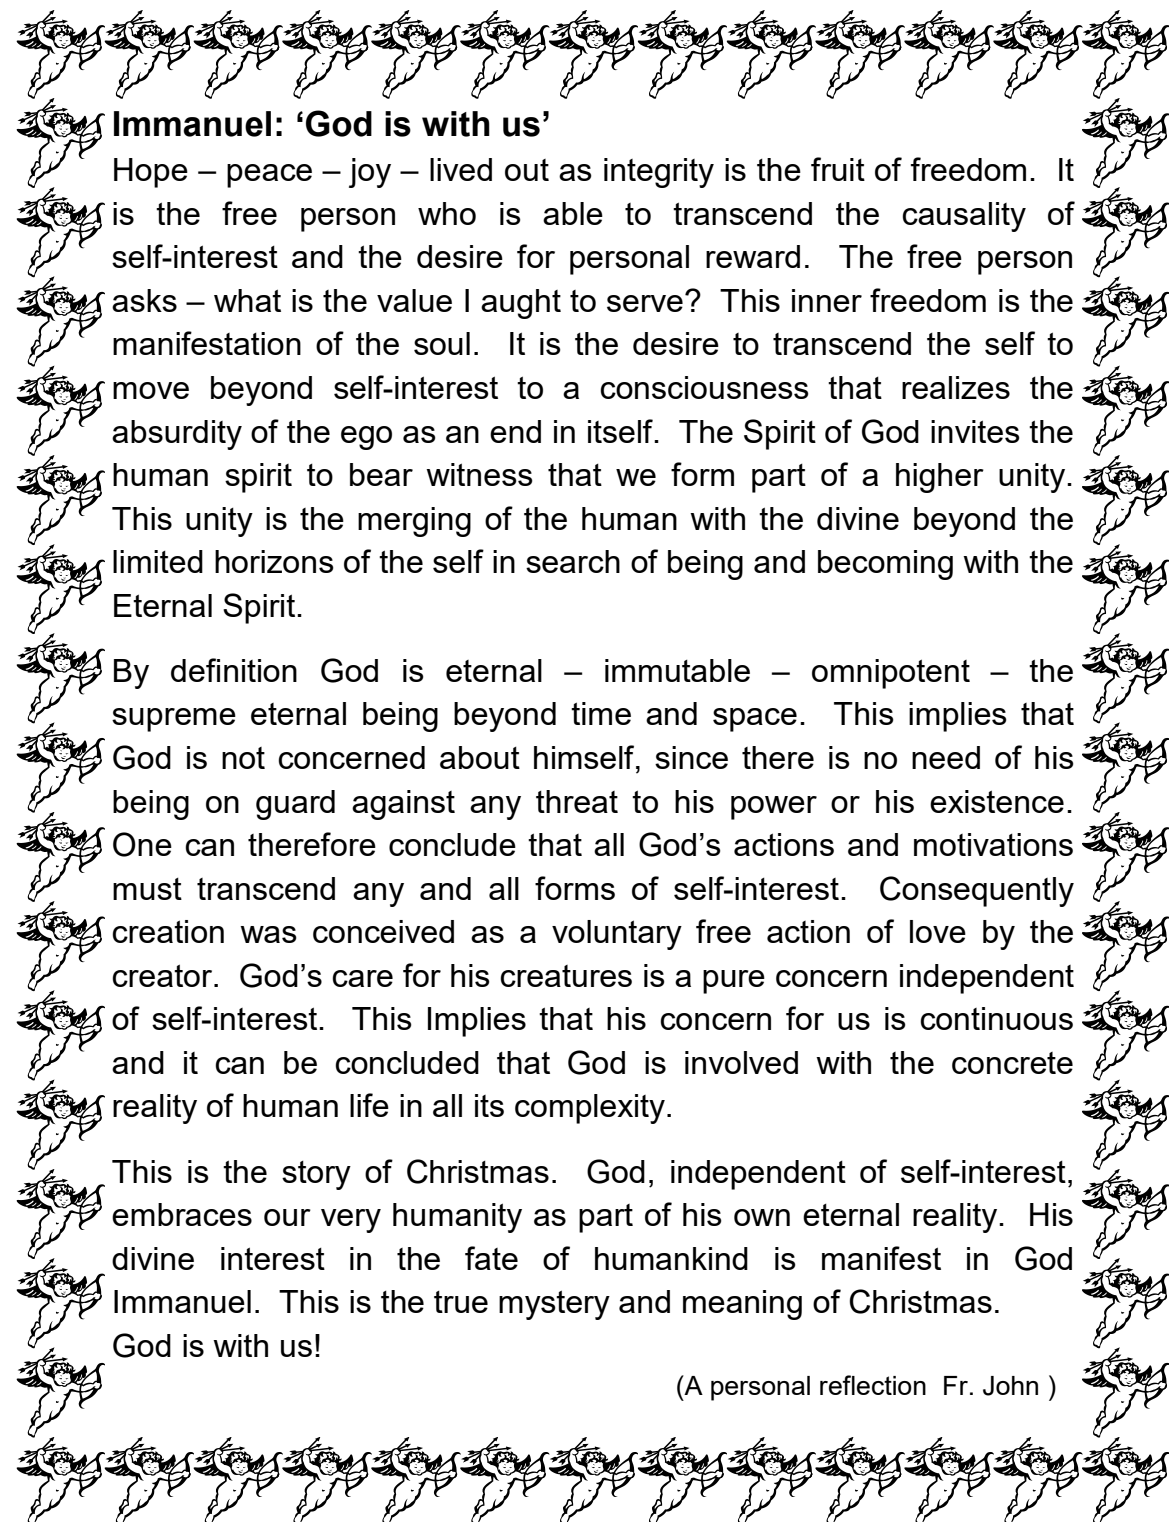 Immanuel: ‘God is with us’
Hope – peace – joy – lived out as integrity is the fruit of freedom.  It
is the free person who is able to transcend the causality of
self-interest and the desire for personal reward.  The free person
asks – what is the value I aught to serve?  This inner freedom is the
manifestation of the soul.  It is the desire to transcend the self to
move beyond self-interest to a consciousness that realizes the
absurdity of the ego as an end in itself.  The Spirit of God invites the
human spirit to bear witness that we form part of a higher unity.
This unity is the merging of the human with the divine beyond the
limited horizons of the self in search of being and becoming with the
Eternal Spirit.
By definition God is eternal – immutable – omnipotent – the
supreme eternal being beyond time and space.  This implies that
God is not concerned about himself, since there is no need of his
being on guard against any threat to his power or his existence.
One can therefore conclude that all God’s actions and motivations
must transcend any and all forms of self-interest.  Consequently
creation was conceived as a voluntary free action of love by the
creator.  God’s care for his creatures is a pure concern independent
of self-interest.  This Implies that his concern for us is continuous
and it can be concluded that God is involved with the concrete
reality of human life in all its complexity.
This is the story of Christmas.  God, independent of self-interest,
embraces our very humanity as part of his own eternal reality.  His
divine interest in the fate of humankind is manifest in God
Immanuel.  This is the true mystery and meaning of Christmas.
God is with us!
(A personal reflection  Fr. John )